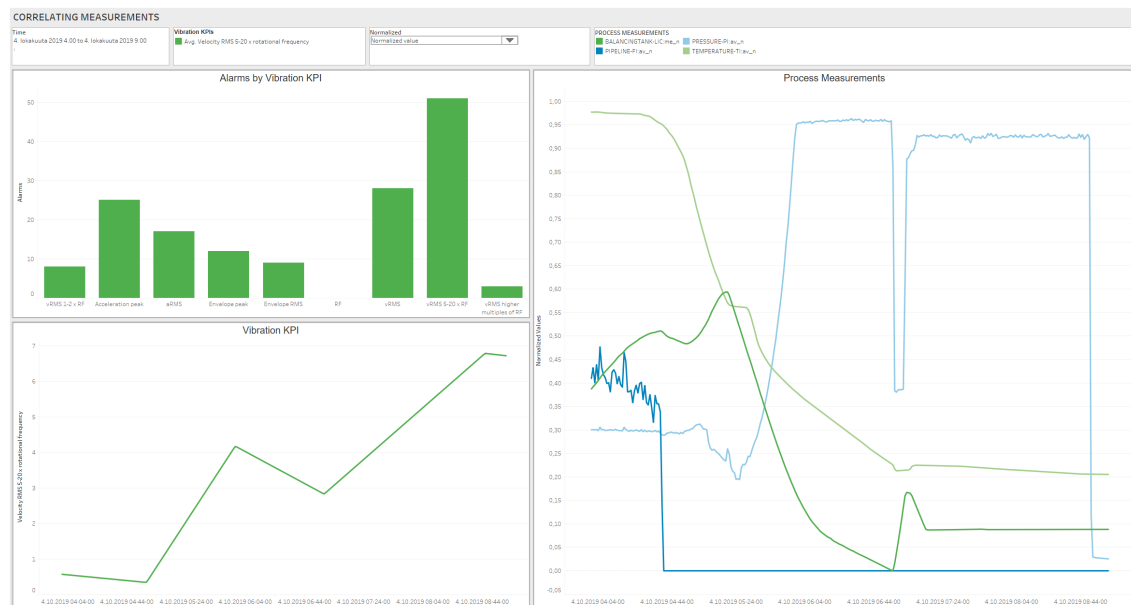 CORRELATING MEASUREMENTS
Time
4. lokakuuta 2019 4.00 to 4. lokakuuta 2019 9.00
Vibration KPIs
Avg. Velocity RMS 5-20 x rotational frequency
Normalized
Normalized value
PROCESS MEASUREMENTS
BALANCINGTANK-LIC:me_n
PRESSURE-PI:av_n
PIPELINE-FI:av_n
TEMPERATURE-TI:av_n
Alarms by Vibration KPI
Alarms
50
40
30
20
10
0
vRMS 1-2 x RF
Acceleration peak
aRMS
Envelope peak
Envelope RMS
RF
vRMS
vRMS 5-20 x RF
vRMS higher
multiples of RF
Vibration KPI
Velocity RMS 5-20 x rotational frequency
7
6
5
4
3
2
1
0
4.10.2019 04-04-00
4.10.2019 04-44-00
4.10.2019 05-24-00
4.10.2019 06-04-00
4.10.2019 06-44-00
4.10.2019 07-24-00
4.10.2019 08-04-00
4.10.2019 08-44-00
Process Measurements
Normalized Values
1,00
0,95
0,90
0,85
0,80
0,75
0,70
0,65
0,60
0,55
0,50
0,45
0,40
0,35
0,30
0,25
0,20
0,15
0,10
0,05
0,00
-0,05
4.10.2019 04-04-00
4.10.2019 04-44-00
4.10.2019 05-24-00
4.10.2019 06-04-00
4.10.2019 06-44-00
4.10.2019 07-24-00
4.10.2019 08-04-00
4.10.2019 08-44-00